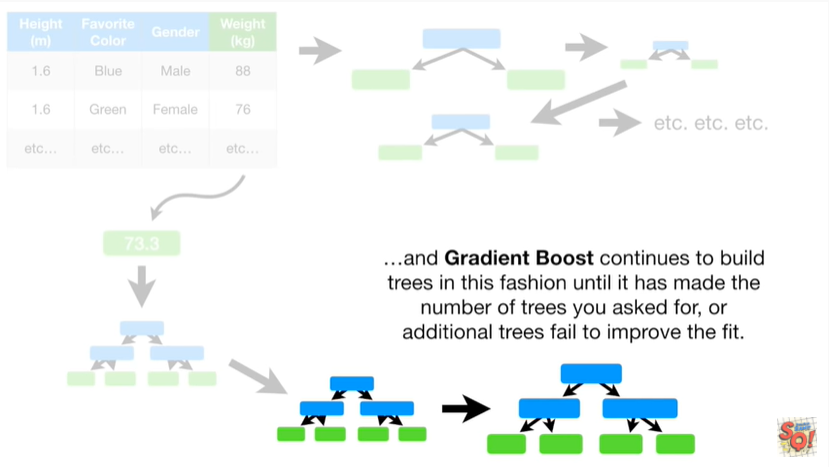 Height (m) Favorite Color Gender Weight (kg)
1.6 Blue Male 88
1.6 Green Female 76
etc... etc... etc... etc...
etc. etc. etc.
73.3
...and Gradient Boost continues to build
trees in this fashion until it has made the
number of trees you asked for, or
additional trees fail to improve the fit.
SO!